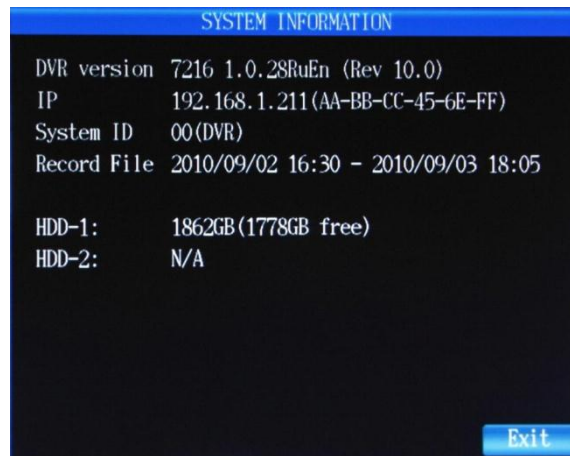 SYSTEM INFORMATION
DVR version 7216 1.0.28RuEn (Rev 10.0)
IP 192.168.1.211(AA-BB-CC-45-6E-FF)
System ID 00(DVR)
Record File 2010/09/02 16:30 - 2010/09/03 18:05
HDD-1: 1862GB(1778GB free)
HDD-2: N/A
Exit